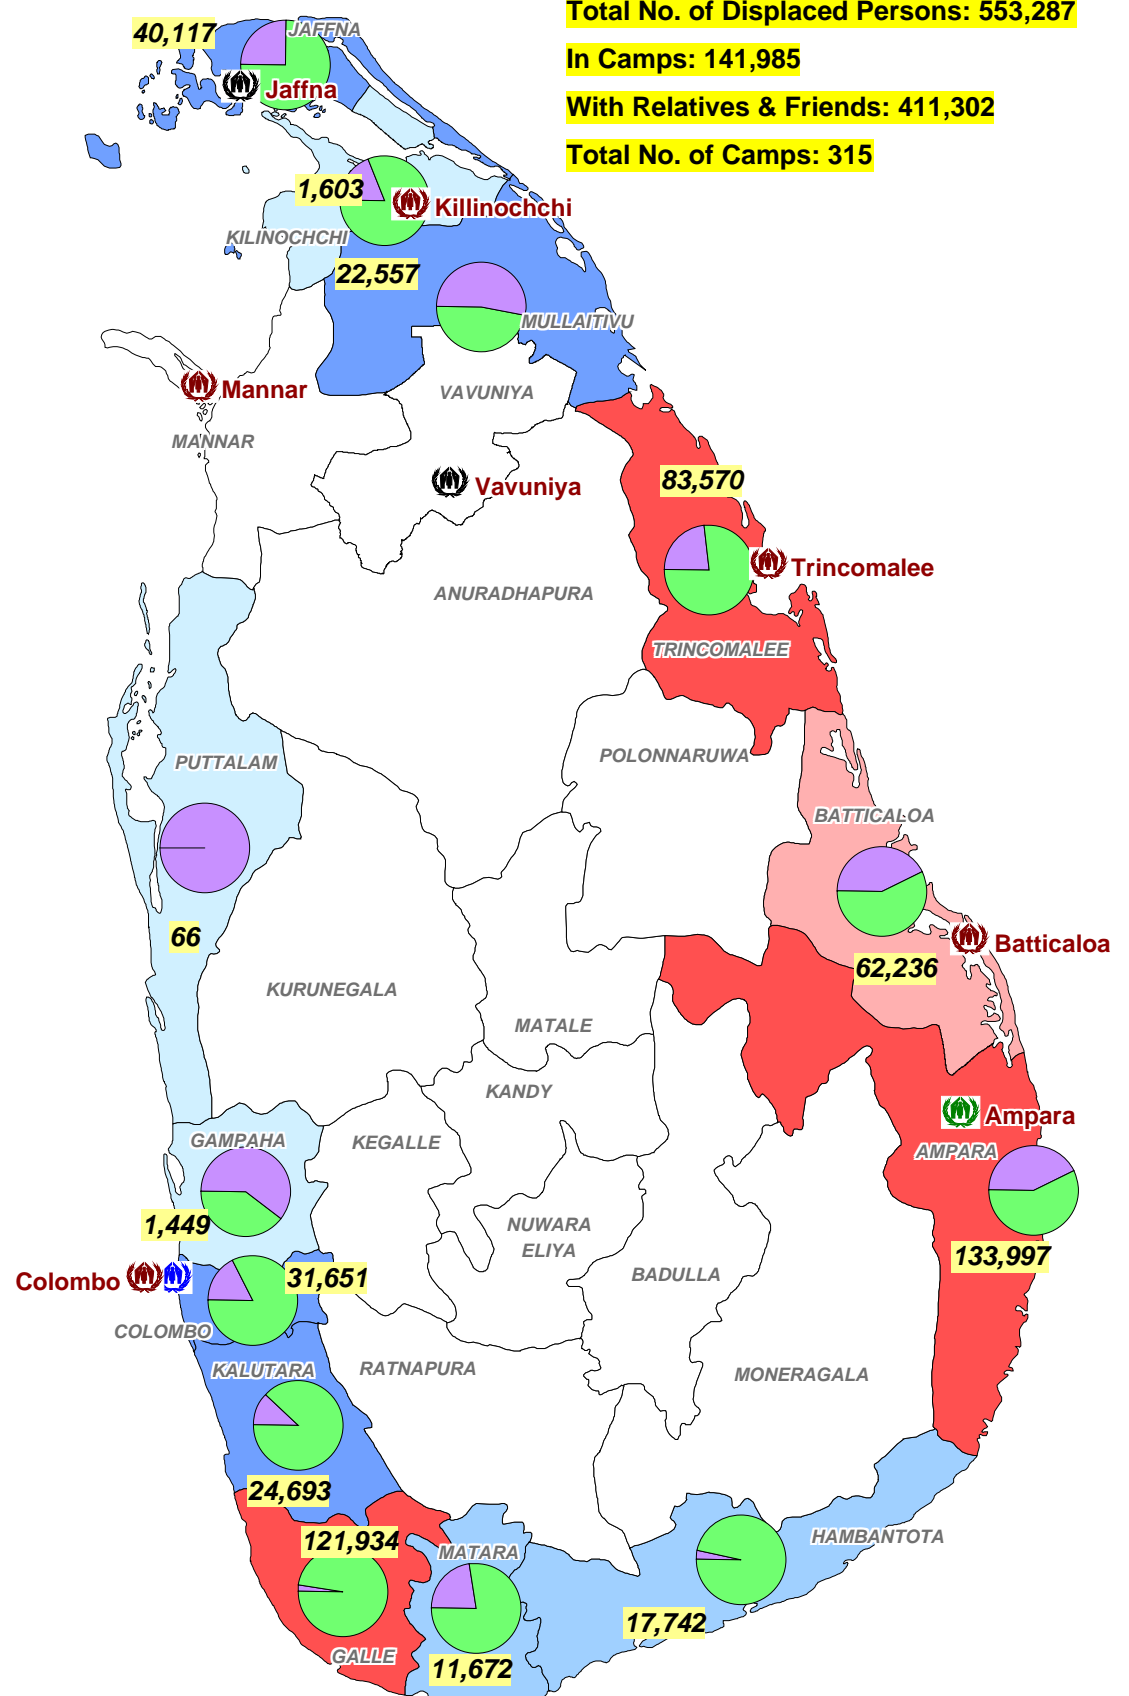 Total No. of Displaced Persons: 553,287
In Camps: 141,985
With Relatives & Friends: 411,302
Total No. of Camps: 315
40,117
JAFFNA
Jaffna
1,603
Killinochchi
KILINOCHCHI
22,557
MULLAITIVU
Mannar
VAVUNIYA
MANNAR
83,570
Vavuniya
Trincomalee
ANURADHAPURA
TRINCOMALEE
POLONNARUWA
PUTTALAM
BATTICALOA
66
Batticaloa
62,236
KURUNEGALA
MATALE
KANDY
Ampara
GAMPAHA
KEGALLE
AMPARA
1,449
NUWARA
ELIYA
133,997
Colombo
31,651
BADULLA
COLOMBO
KALUTARA
RATNAPURA
MONERAGALA
24,693
121,934
HAMBANTOTA
MATARA
17,742
GALLE
11,672